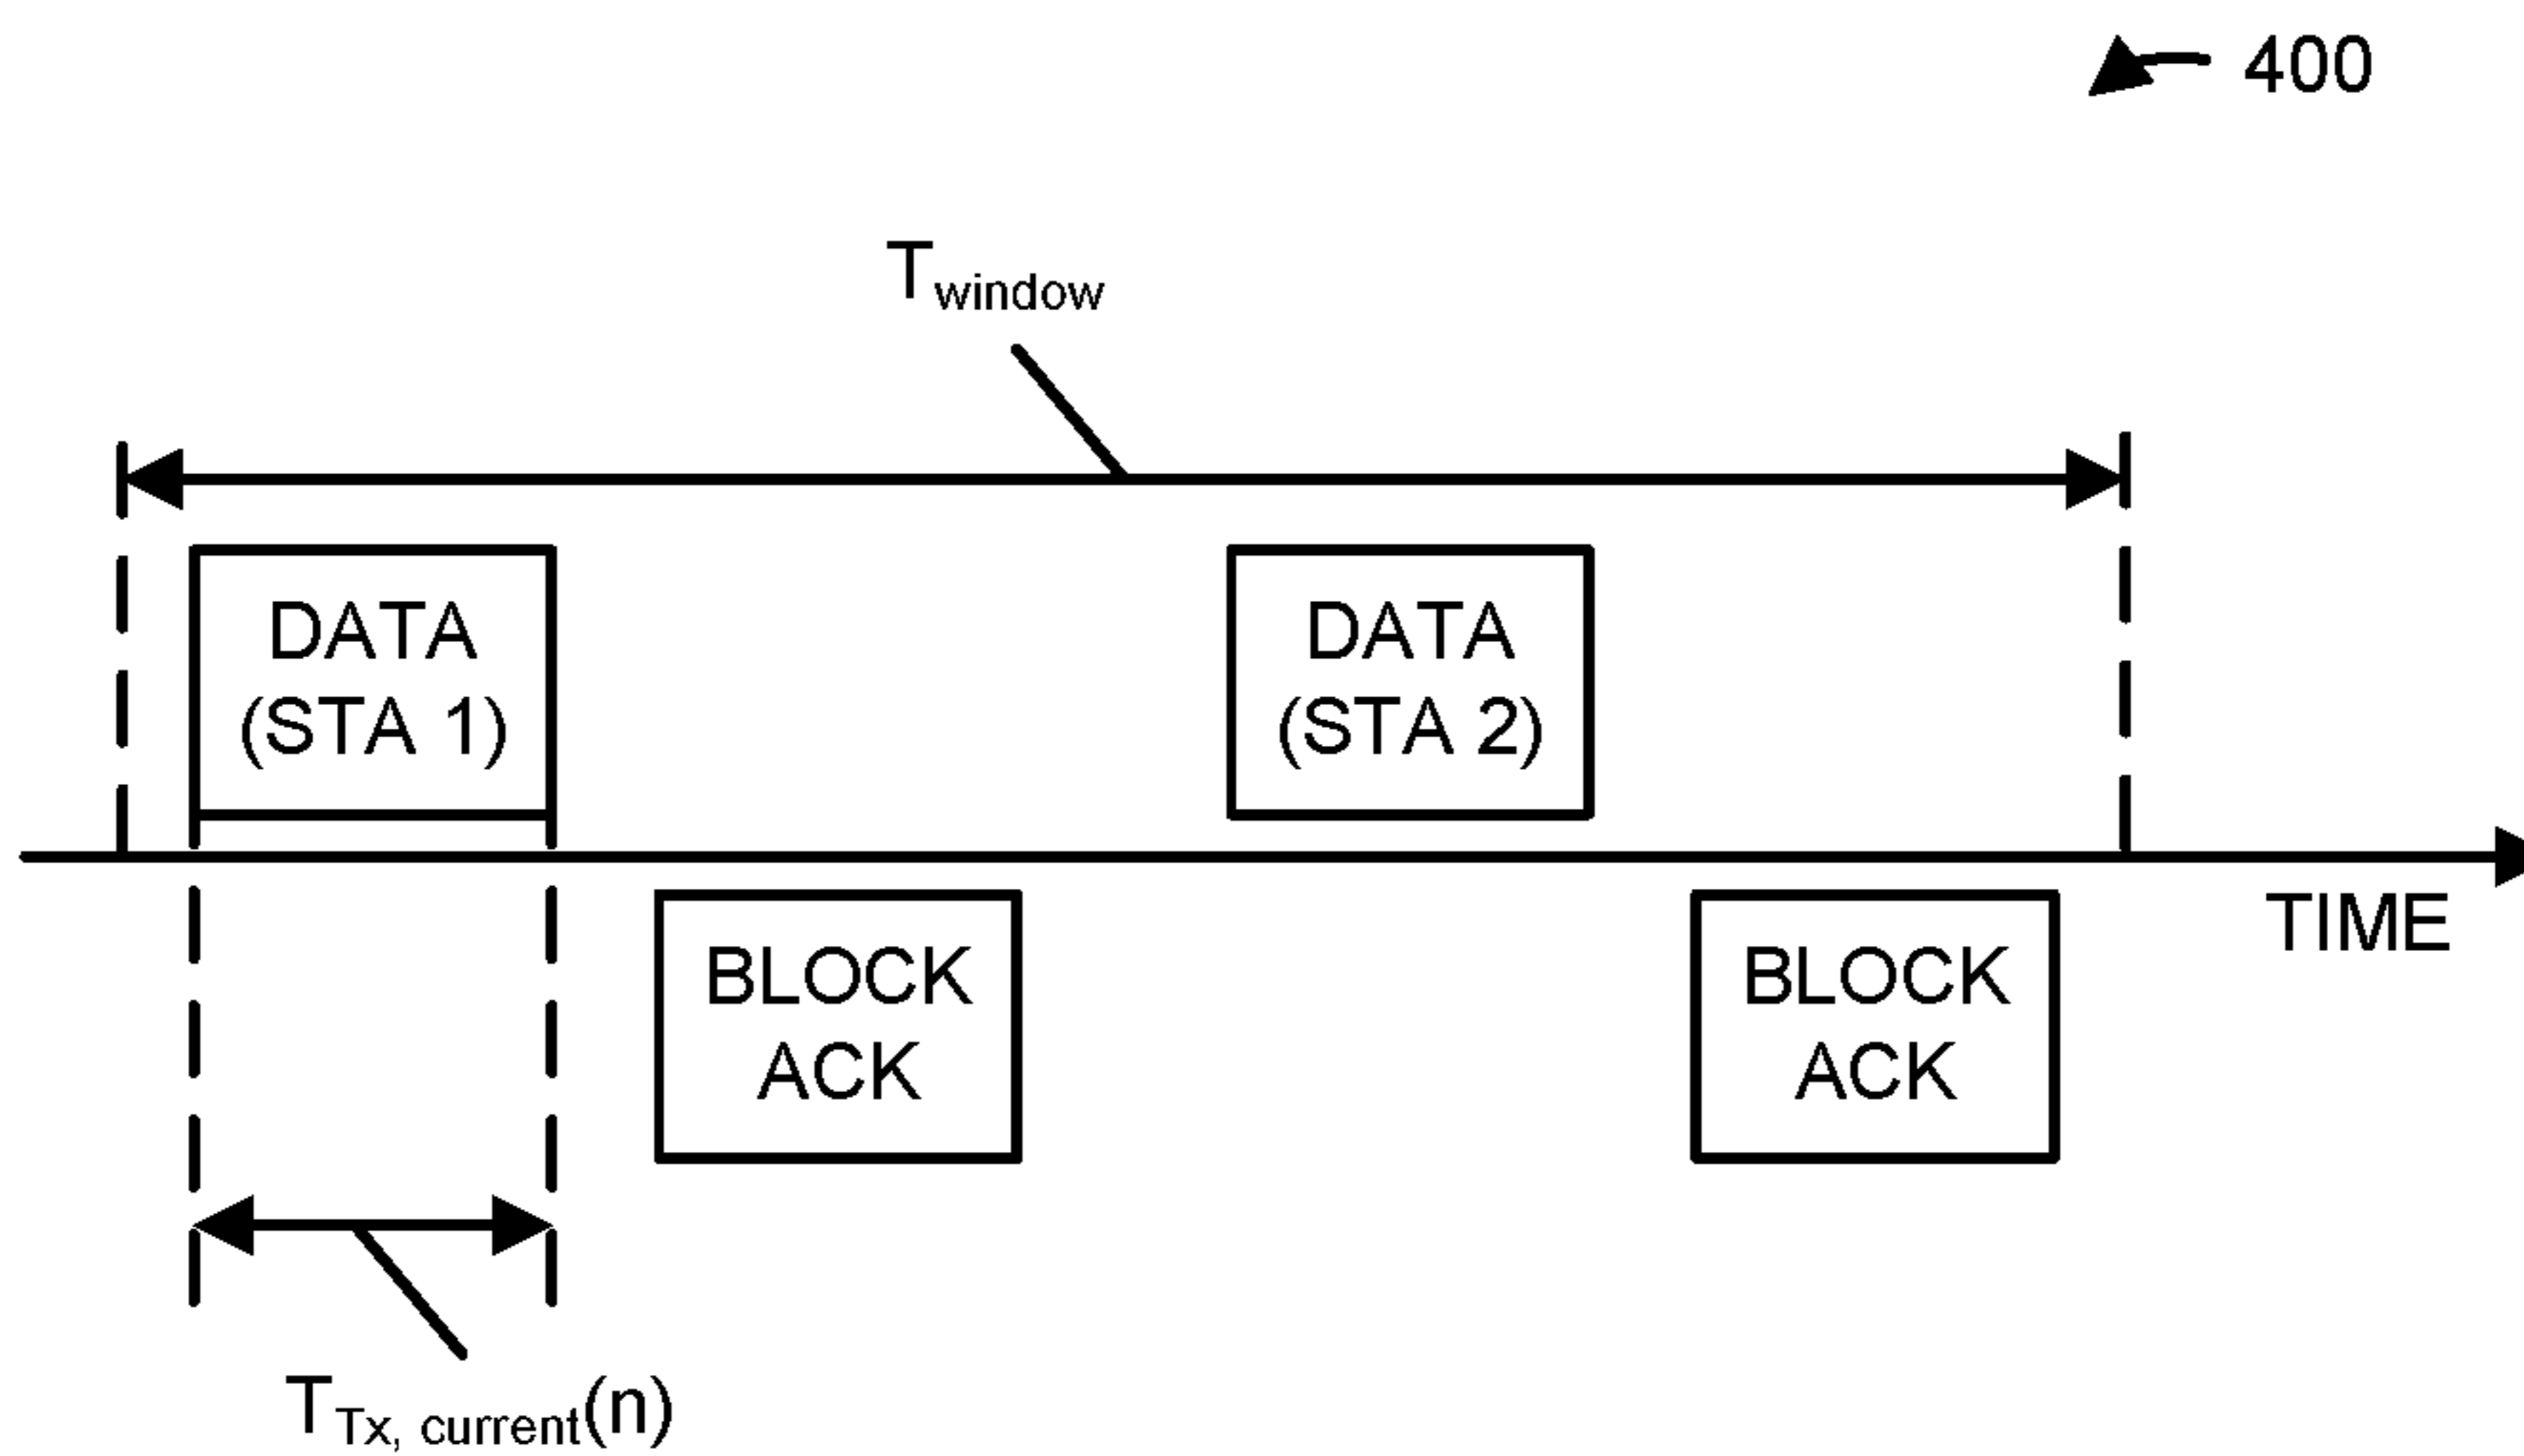 400
Twindow
DATA
(STA 1)
DATA
(STA 2)
TIME
BLOCK
ACK
BLOCK
ACK
TTx, current(n)